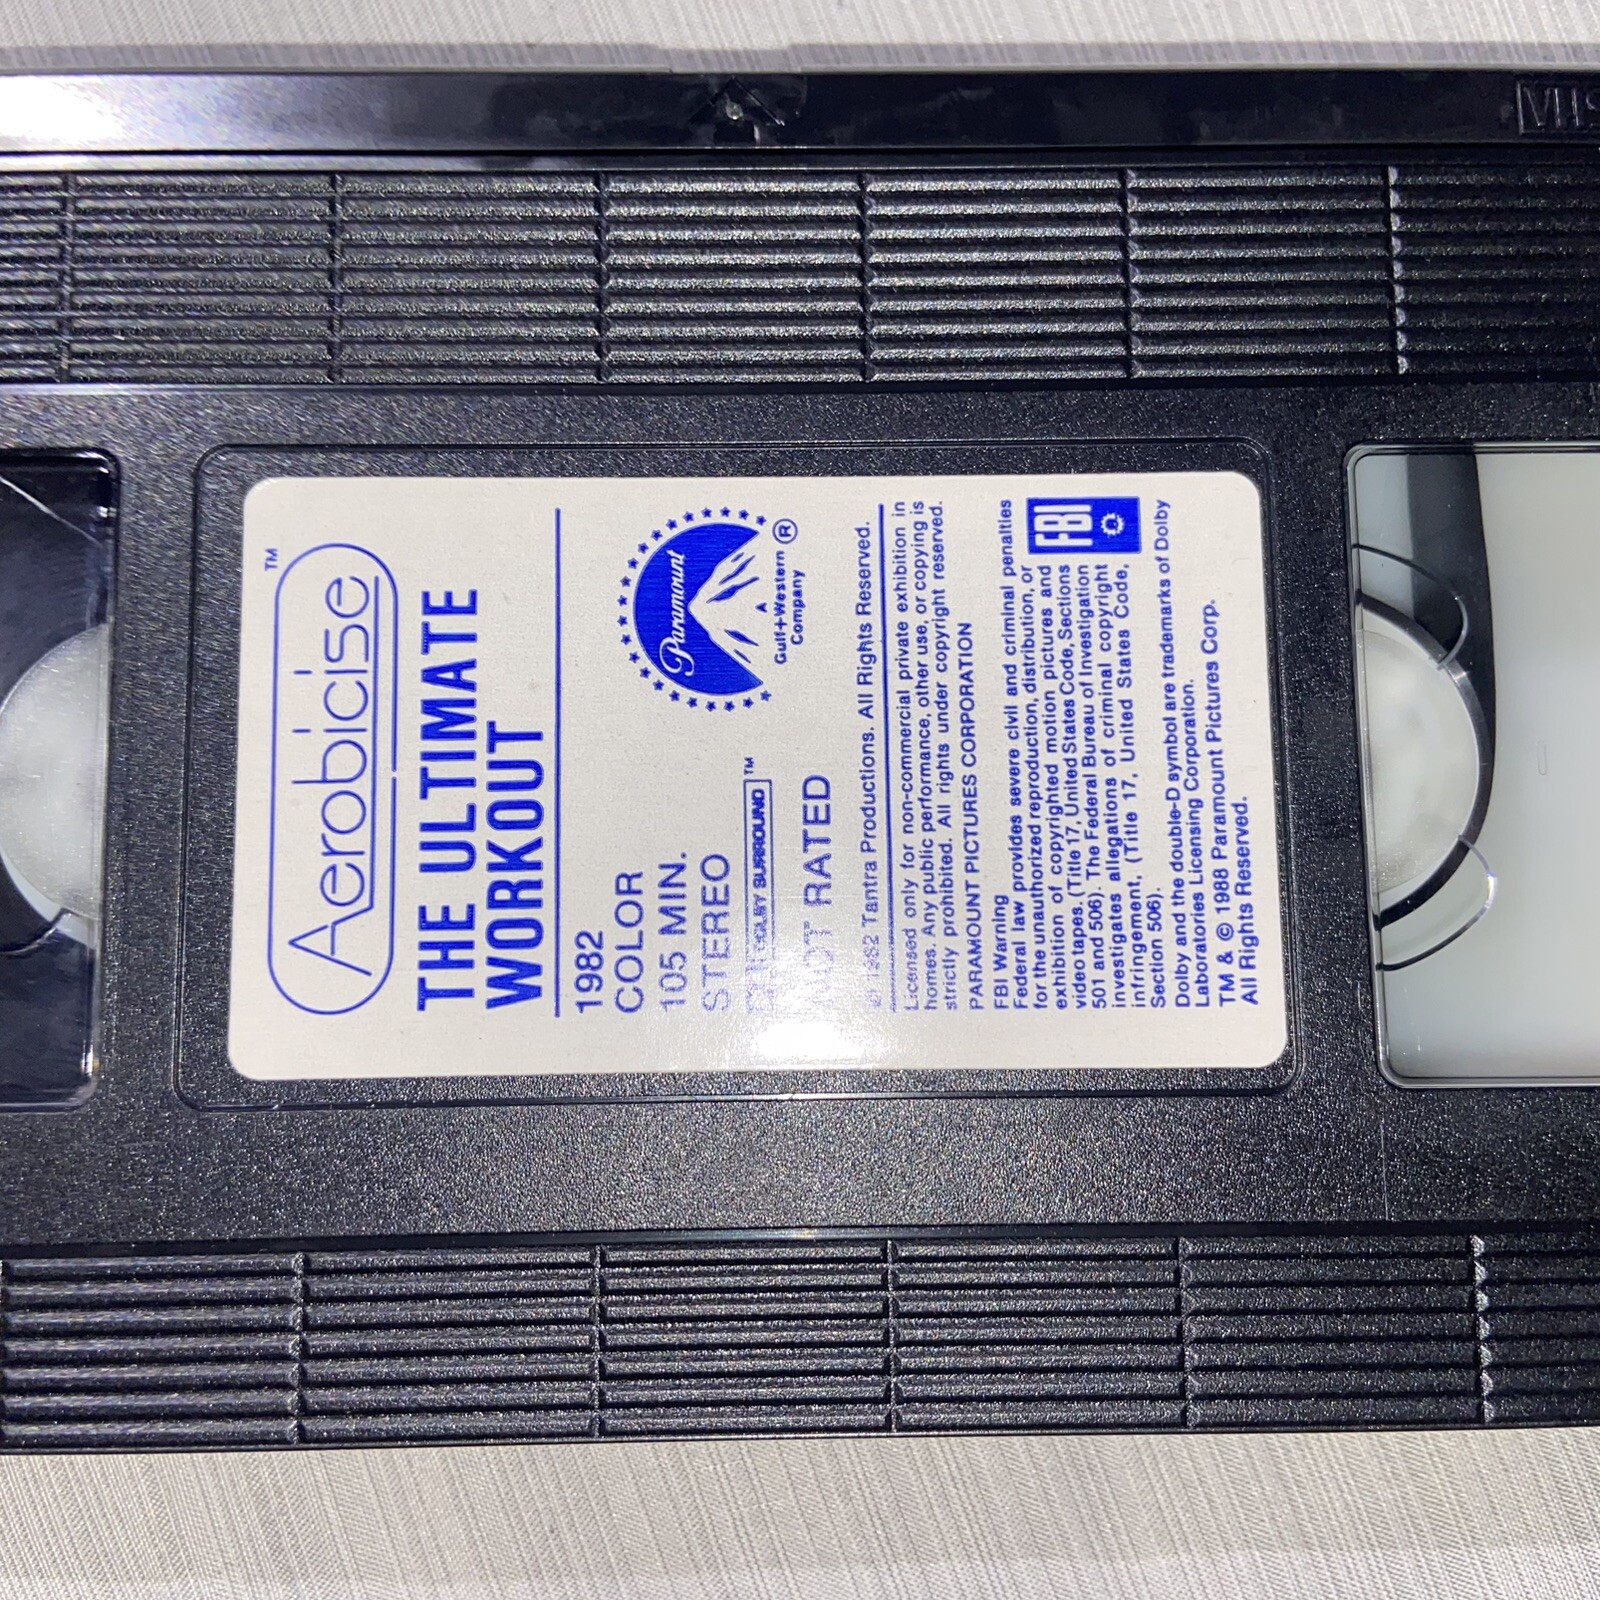 VHS
Aerobicise™
THE ULTIMATE
WORKOUT
1982
COLOR
105 MIN.
STEREO
DOLBY SURROUND™
NOT RATED
Paramount
®
A
Gulf+Western
Company
© 1982 Tantra Productions. All Rights Reserved.
Licensed only for non-commercial private exhibition in
homes. Any public performance, other use, or copying is
strictly prohibited. All rights under copyright reserved.
PARAMOUNT PICTURES CORPORATION
FBI Warning
Federal law provides severe civil and criminal penalties
for the unauthorized reproduction, distribution, or
exhibition of copyrighted motion pictures and
video tapes. (Title 17, United States Code, Sections
501 and 506). The Federal Bureau of Investigation
investigates allegations of criminal copyright
infringement, (Title 17, United States Code,
Section 506).
FBI
Dolby and the double-D symbol are trademarks of Dolby
Laboratories Licensing Corporation.
TM & © 1988 Paramount Pictures Corp.
All Rights Reserved.